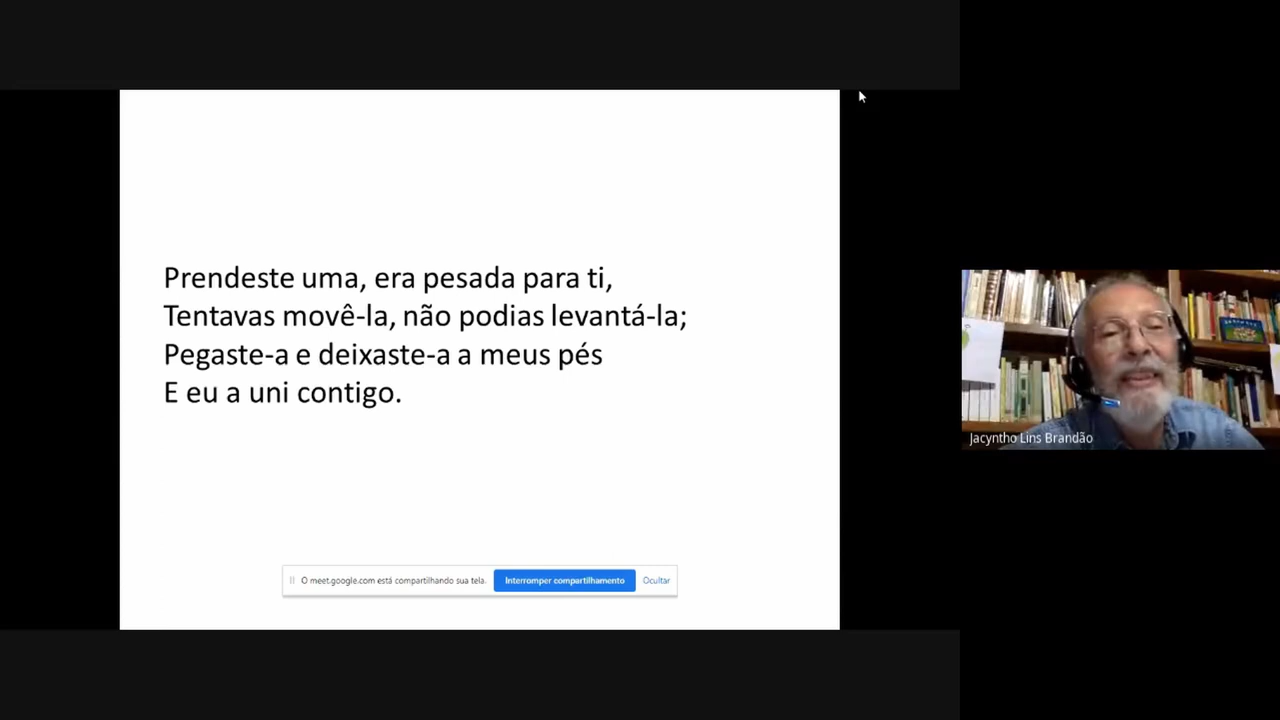 Prendeste uma, era pesada para ti,
Tentavas movê-la, não podias levantá-la;
Pegaste-a e deixaste-a a meus pés
E eu a uni contigo.
O meet.google.com está compartilhando sua tela.
Interromper compartilhamento
Ocultar
Jacyntho Lins Brandão